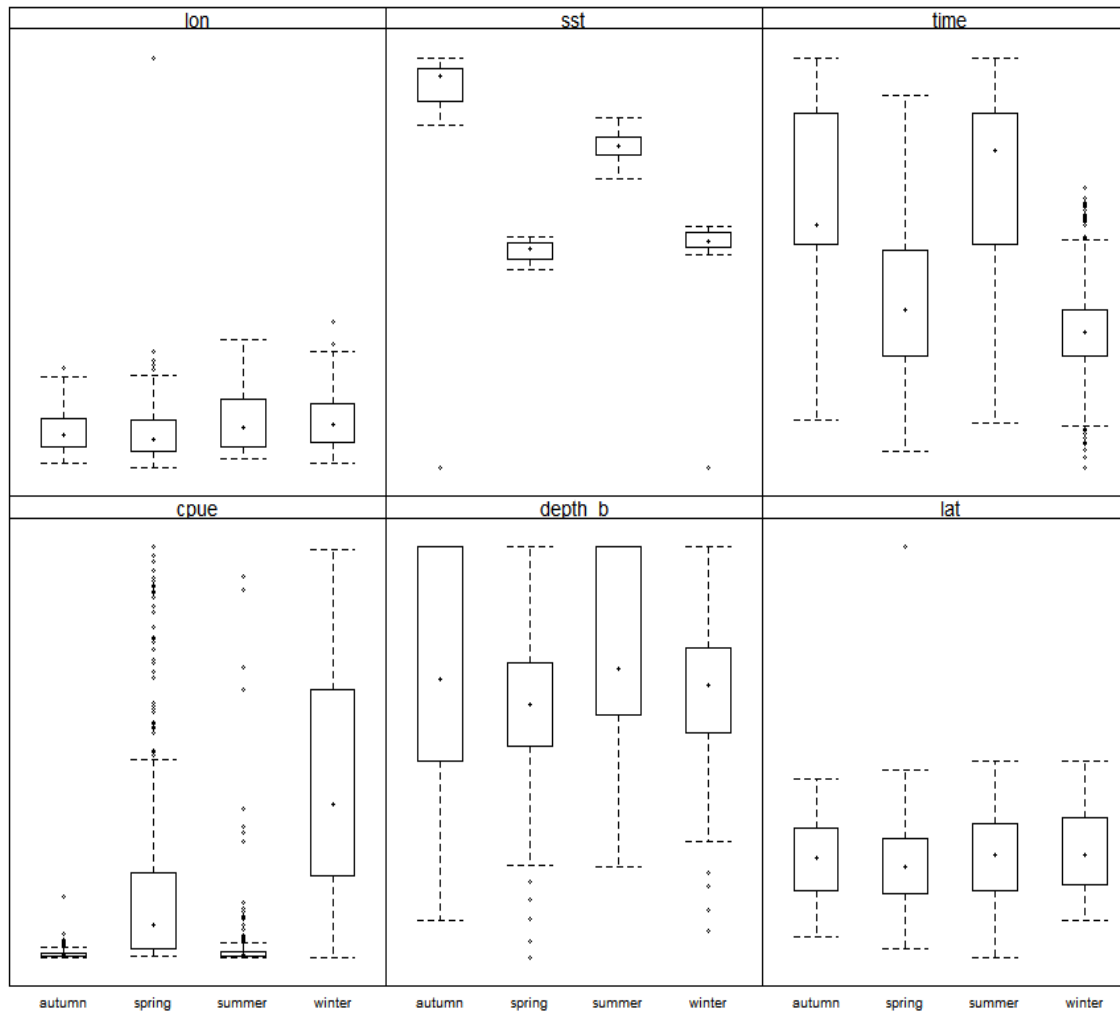 lon sst time
cpue depth_b lat
autumn spring summer winter autumn spring summer winter autumn spring summer winter